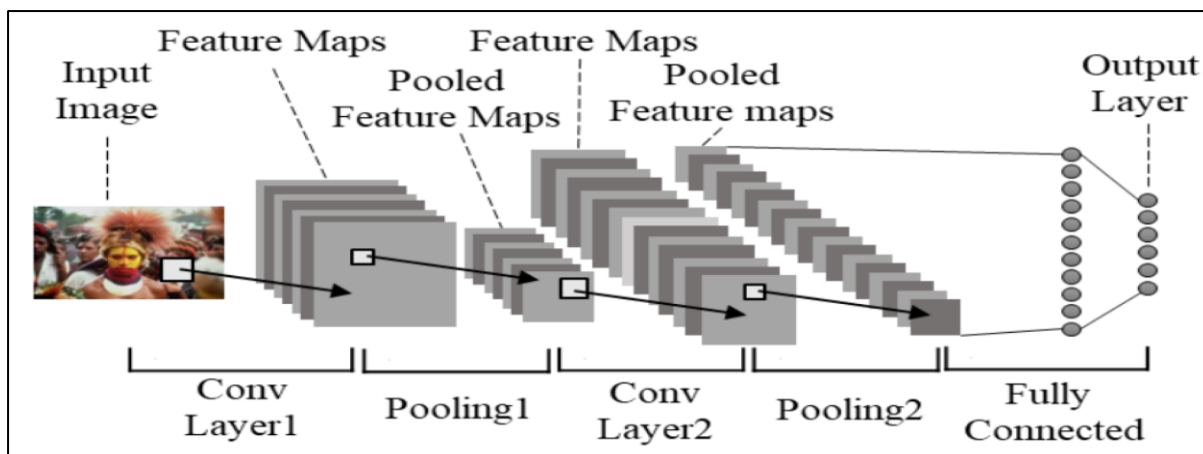 Input
Image
Feature Maps
Pooled
Feature Maps
Feature Maps
Pooled
Feature maps
Output
Layer
Conv
Layer1
Pooling1
Conv
Layer2
Pooling2
Fully
Connected